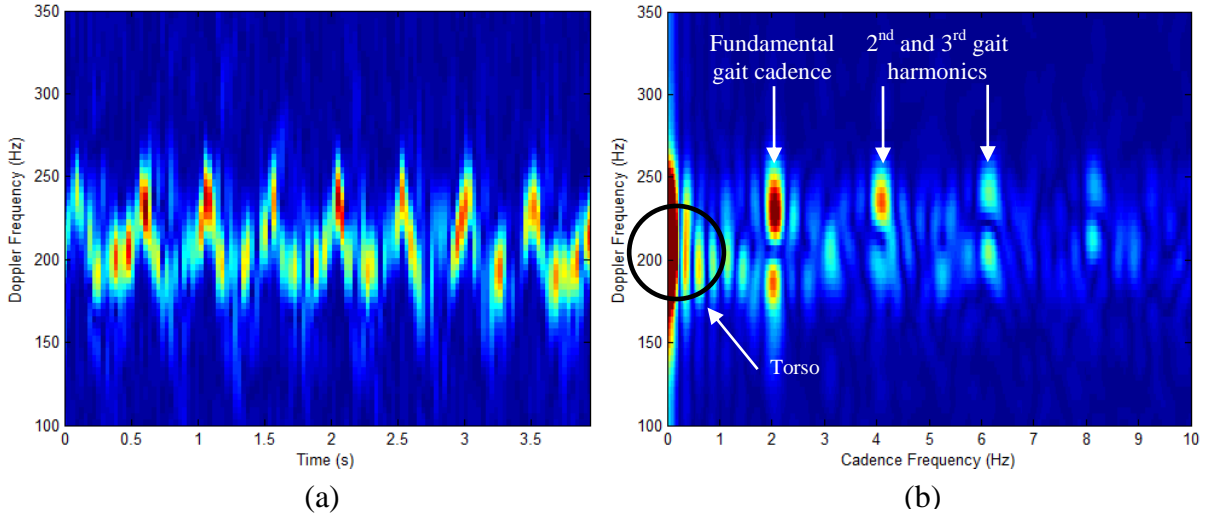 350
300
250
200
150
100
Doppler Frequency (Hz)
0
0.5
1
1.5
2
2.5
3
3.5
Time (s)
(a)
350
300
250
200
150
100
Doppler Frequency (Hz)
Fundamental
gait cadence
2nd and 3rd gait
harmonics
Torso
0
1
2
3
4
5
6
7
8
9
10
Cadence Frequency (Hz)
(b)